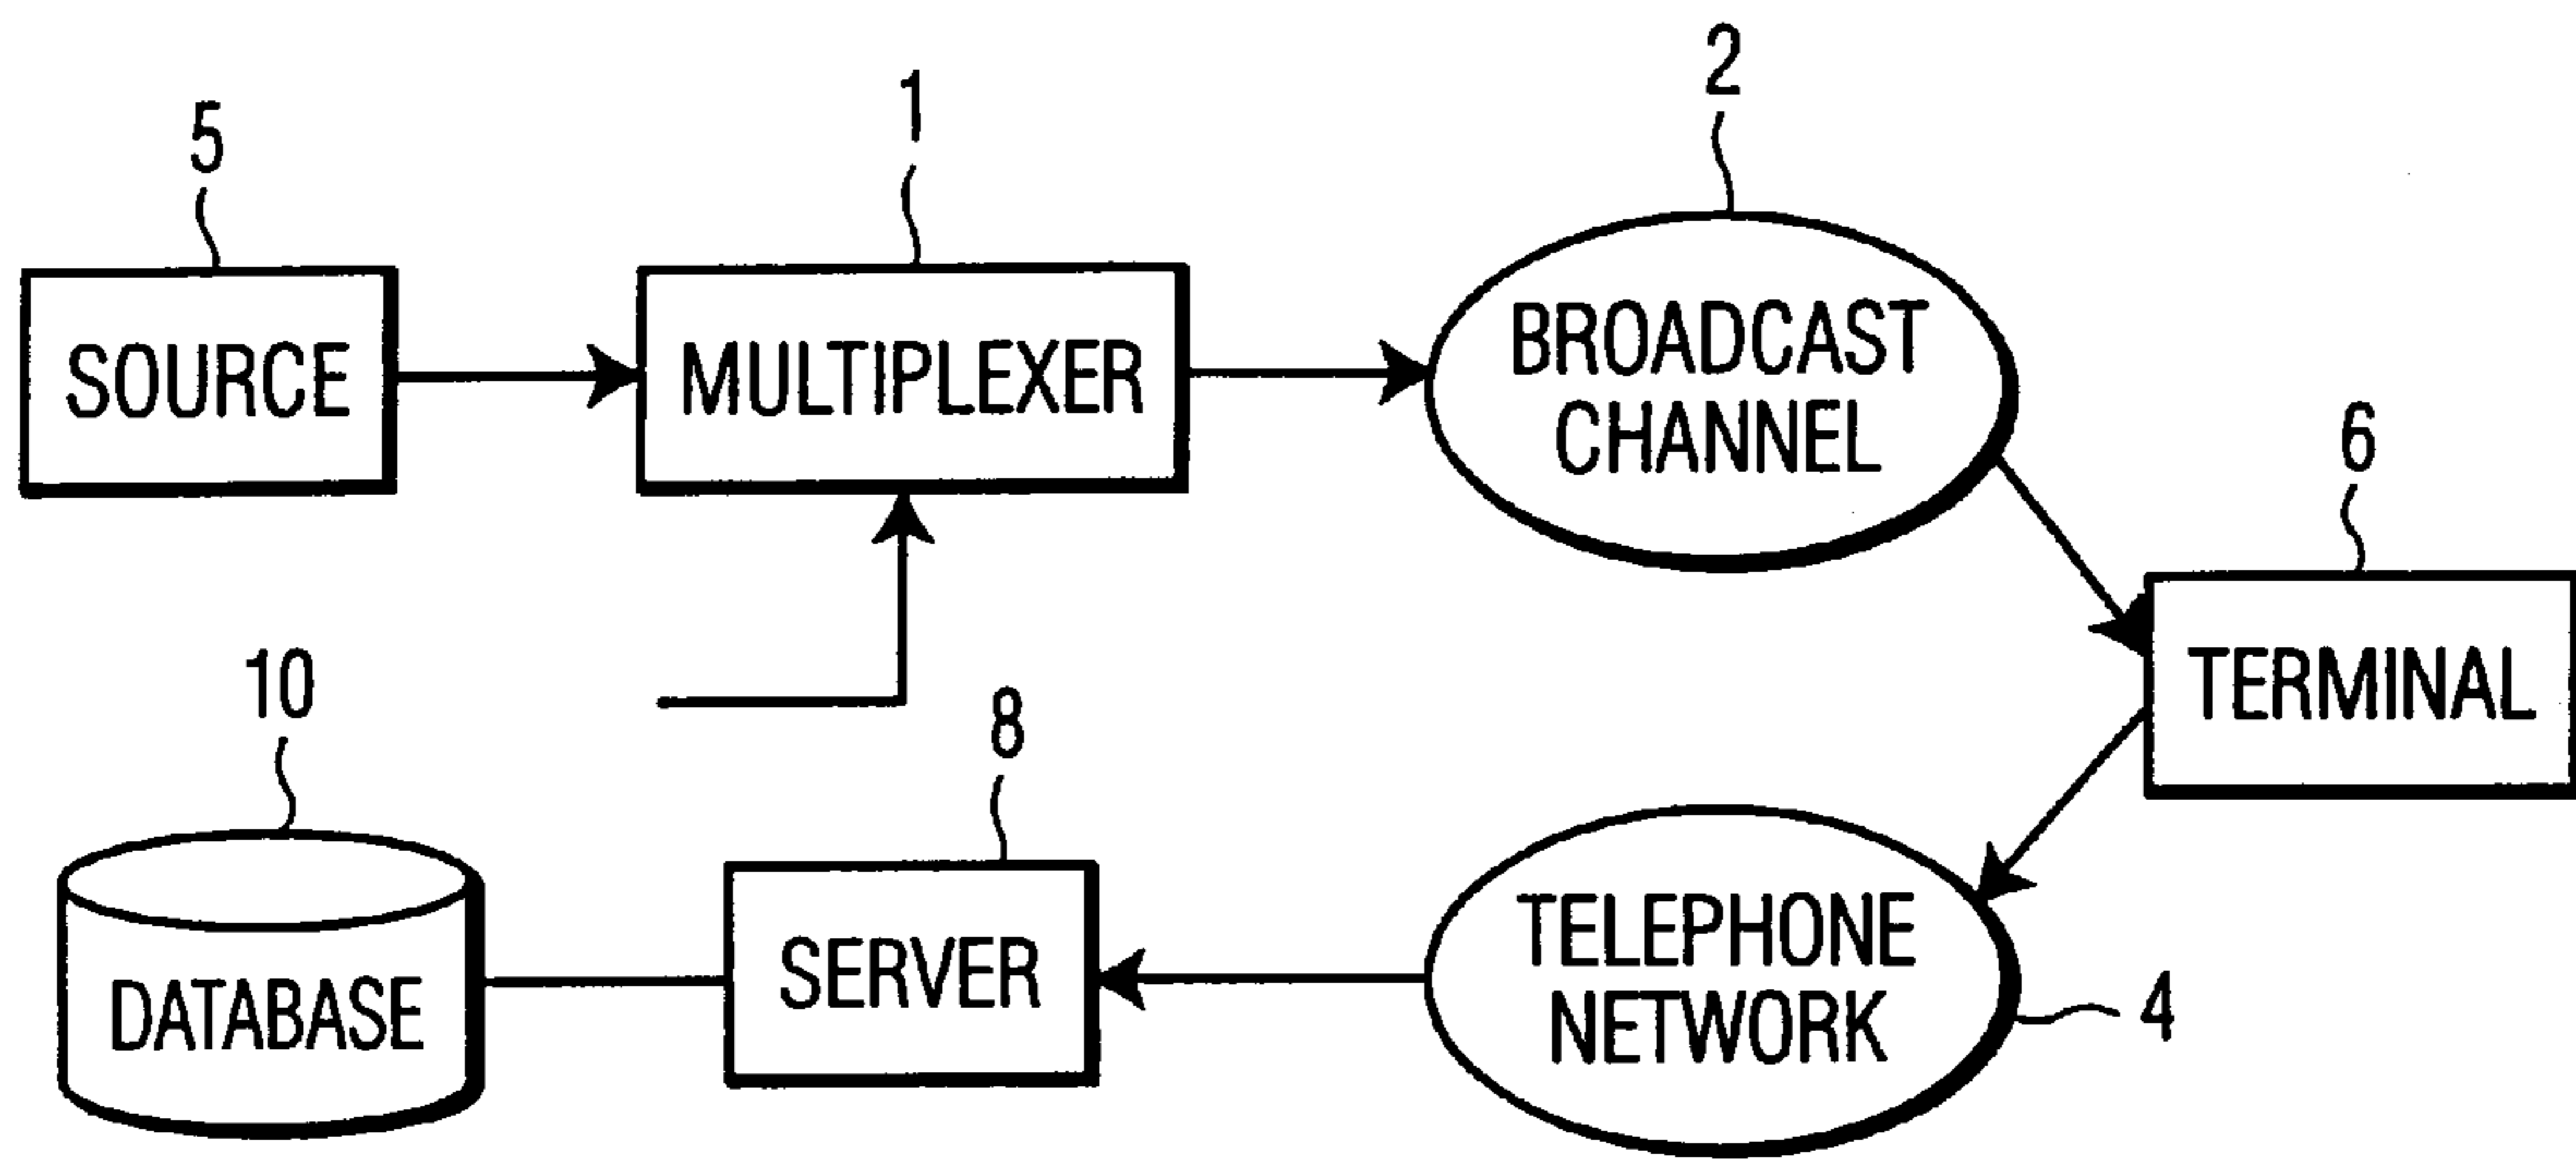 5
1
2
SOURCE
MULTIPLEXER
BROADCAST
CHANNEL
6
TERMINAL
10
8
DATABASE
SERVER
TELEPHONE
NETWORK
4